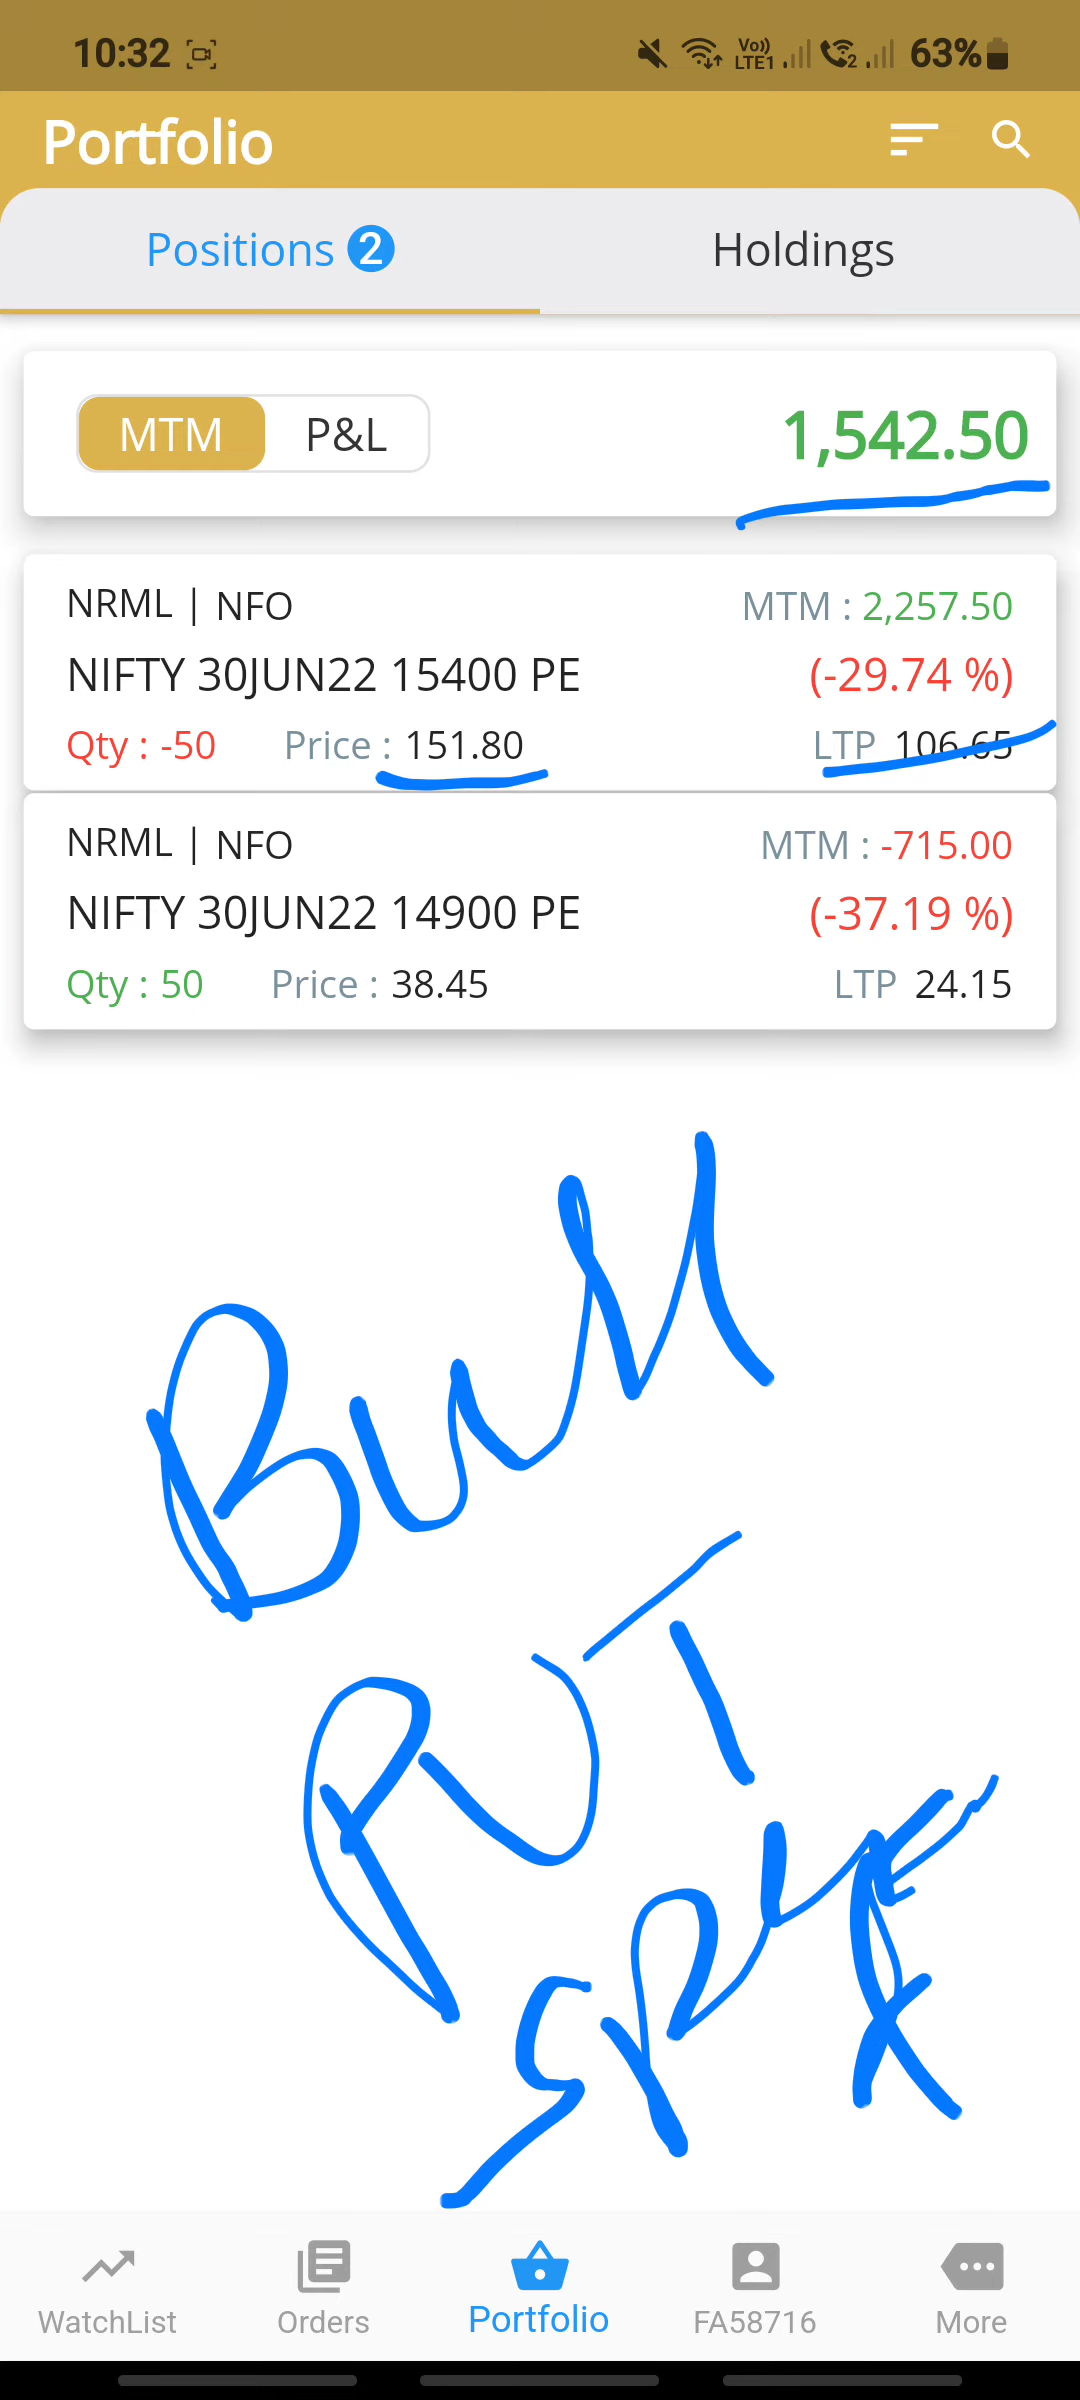 10:32 Vo)) LTE1 2 63%
Portfolio
Positions 2 Holdings
MTM P&L 1,542.50
NRML | NFO MTM : 2,257.50
NIFTY 30JUN22 15400 PE (-29.74 %)
Qty : -50 Price : 151.80 LTP 106.65
NRML | NFO MTM : -715.00
NIFTY 30JUN22 14900 PE (-37.19 %)
Qty : 50 Price : 38.45 LTP 24.15
Bull
PUT
WatchList Orders Portfolio FA58716 More